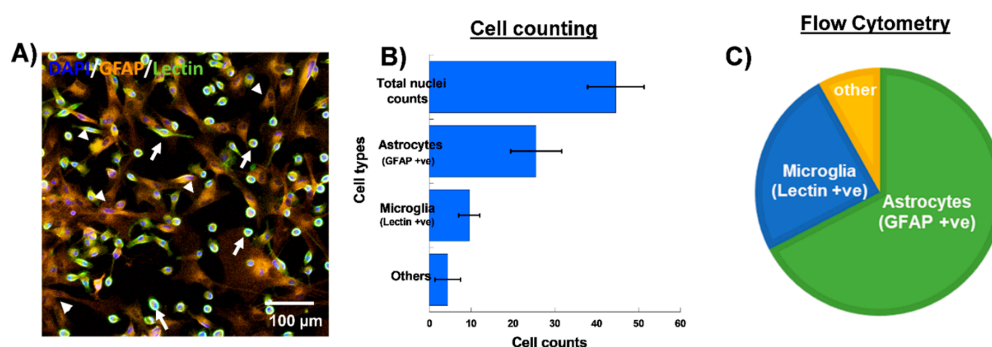 A)
DAPI/GFAP/Lectin
100 µm
B)
Cell counting
Cell types
Total nuclei
counts
Astrocytes
(GFAP +ve)
Microglia
(Lectin +ve)
Others
0 10 20 30 40 50 60
Cell counts
Flow Cytometry
C)
other
Microglia
(Lectin +ve)
Astrocytes
(GFAP +ve)